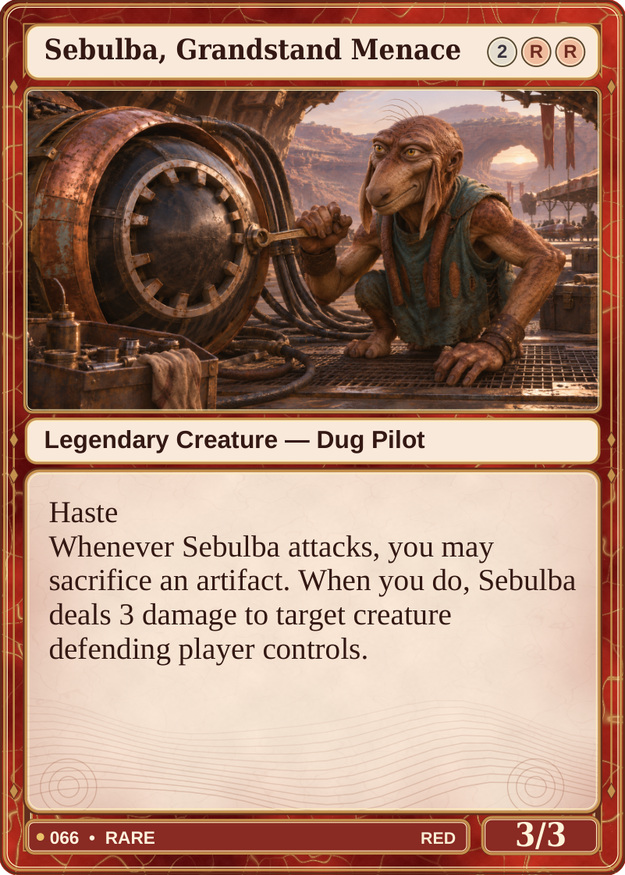 Sebulba, Grandstand Menace 2 R R
Legendary Creature — Dug Pilot
Haste
Whenever Sebulba attacks, you may
sacrifice an artifact. When you do, Sebulba
deals 3 damage to target creature
defending player controls.
066 • RARE RED 3/3